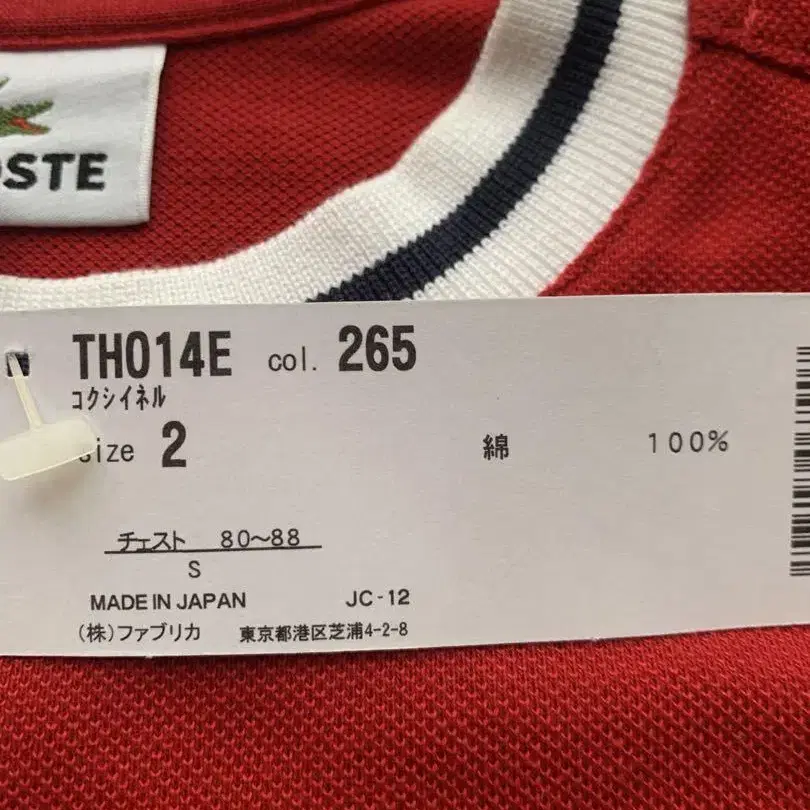 OSTE
TH014E col. 265
コクシイネル
size 2
綿 100%
チェスト 80～88
S
MADE IN JAPAN JC-12
(株)ファブリカ 東京都港区芝浦4-2-8